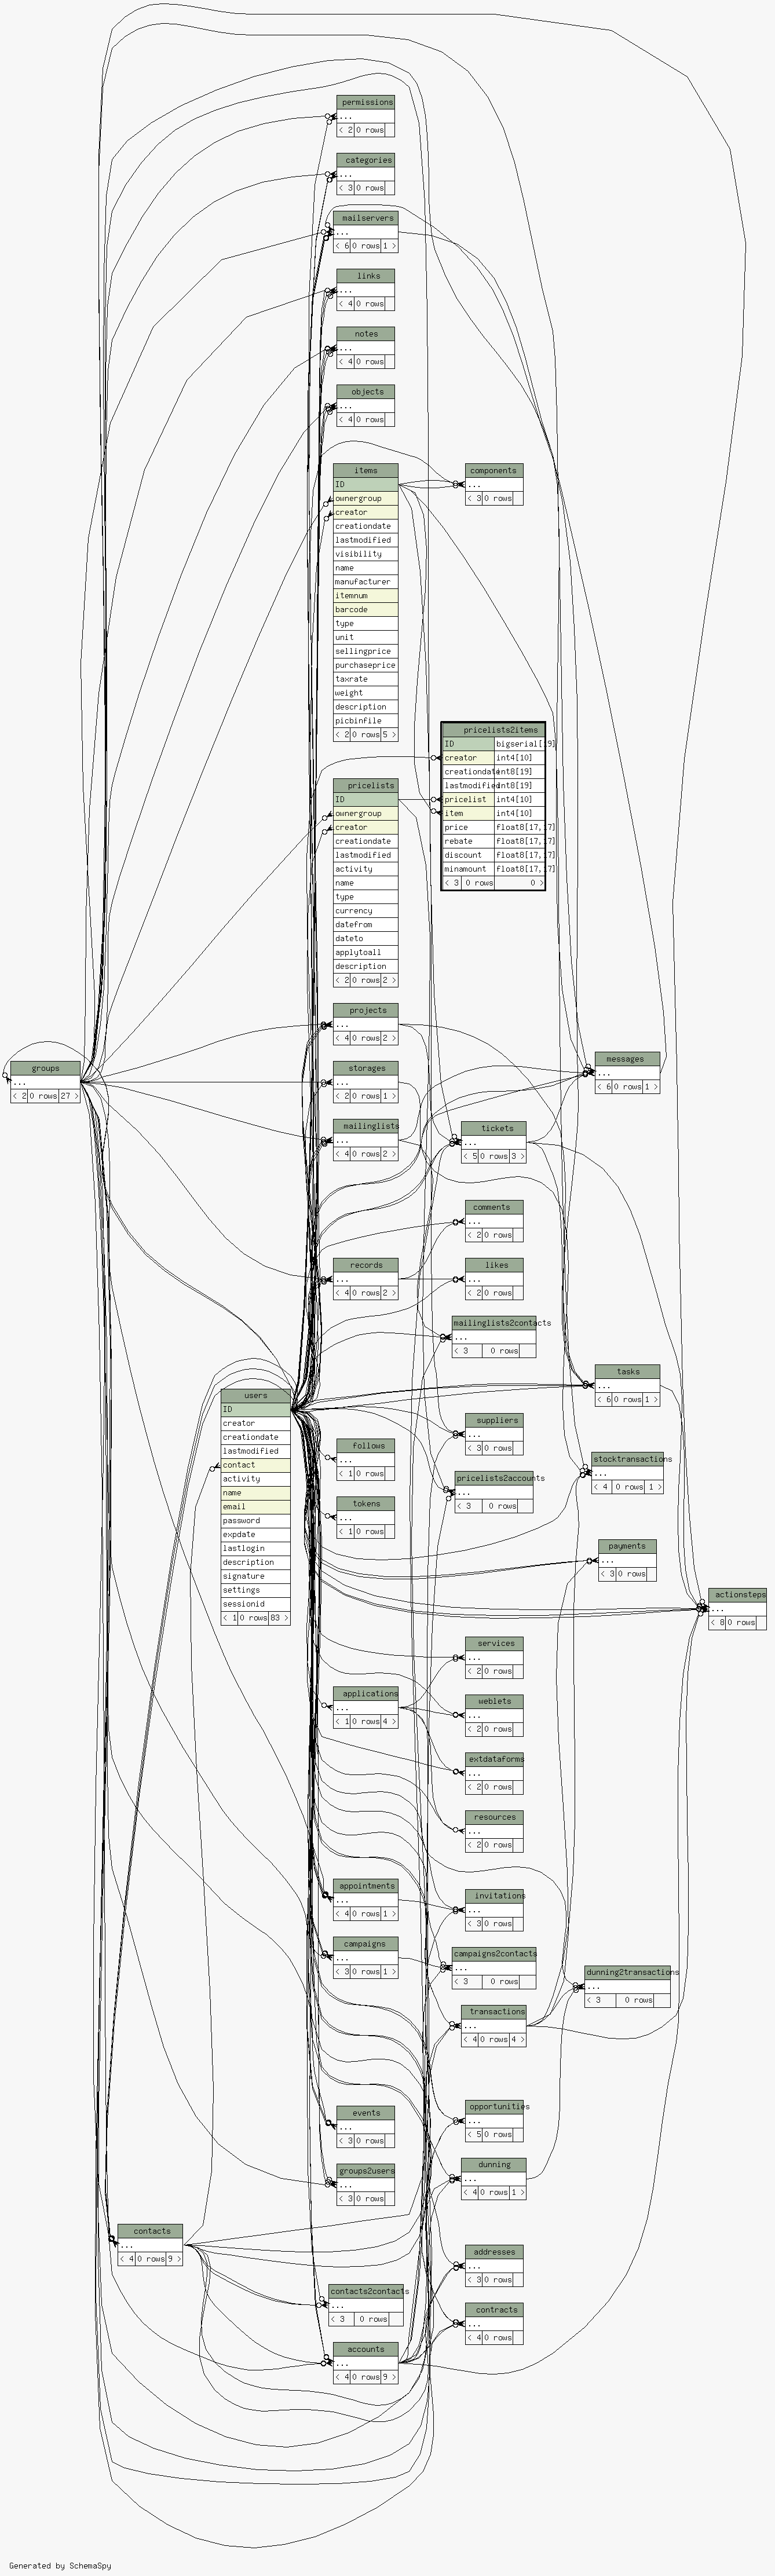 permissions
...
< 2 0 rows
categories
...
< 3 0 rows
mailservers
...
< 6 0 rows 1 >
links
...
< 4 0 rows
notes
...
< 4 0 rows
objects
...
< 4 0 rows
items
ID
ownergroup
creator
creationdate
lastmodified
visibility
name
manufacturer
itemnum
barcode
type
unit
sellingprice
purchaseprice
taxrate
weight
description
picbinfile
< 2 0 rows 5 >
components
...
< 3 0 rows
pricelists2items
ID bigserial[19]
creator int4[10]
creationdate int8[19]
lastmodified int8[19]
pricelist int4[10]
item int4[10]
price float8[17,17]
rebate float8[17,17]
discount float8[17,17]
minamount float8[17,17]
< 3 0 rows 0 >
pricelists
ID
ownergroup
creator
creationdate
lastmodified
activity
name
type
currency
datefrom
dateto
applytoall
description
< 2 0 rows 2 >
projects
...
< 4 0 rows 2 >
groups
...
< 2 0 rows 27 >
storages
...
< 2 0 rows 1 >
messages
...
< 6 0 rows 1 >
mailinglists
...
< 4 0 rows 2 >
tickets
...
< 5 0 rows 3 >
comments
...
< 2 0 rows
records
...
< 4 0 rows 2 >
likes
...
< 2 0 rows
mailinglists2contacts
...
< 3 0 rows
tasks
...
< 6 0 rows 1 >
users
ID
creator
creationdate
lastmodified
contact
activity
name
email
password
expdate
lastlogin
description
signature
settings
sessionid
< 1 0 rows 83 >
suppliers
...
< 3 0 rows
follows
...
< 1 0 rows
stocktransactions
...
< 4 0 rows 1 >
pricelists2accounts
...
< 3 0 rows
tokens
...
< 1 0 rows
payments
...
< 3 0 rows
actionsteps
...
< 8 0 rows
services
...
< 2 0 rows
applications
...
< 1 0 rows 4 >
weblets
...
< 2 0 rows
extdataforms
...
< 2 0 rows
resources
...
< 2 0 rows
appointments
...
< 4 0 rows 1 >
invitations
...
< 3 0 rows
campaigns
...
< 3 0 rows 1 >
campaigns2contacts
...
< 3 0 rows
dunning2transactions
...
< 3 0 rows
transactions
...
< 4 0 rows 4 >
events
...
< 3 0 rows
opportunities
...
< 5 0 rows
groups2users
...
< 3 0 rows
dunning
...
< 4 0 rows 1 >
contacts
...
< 4 0 rows 9 >
addresses
...
< 3 0 rows
contacts2contacts
...
< 3 0 rows
contracts
...
< 4 0 rows
accounts
...
< 4 0 rows 9 >
Generated by SchemaSpy